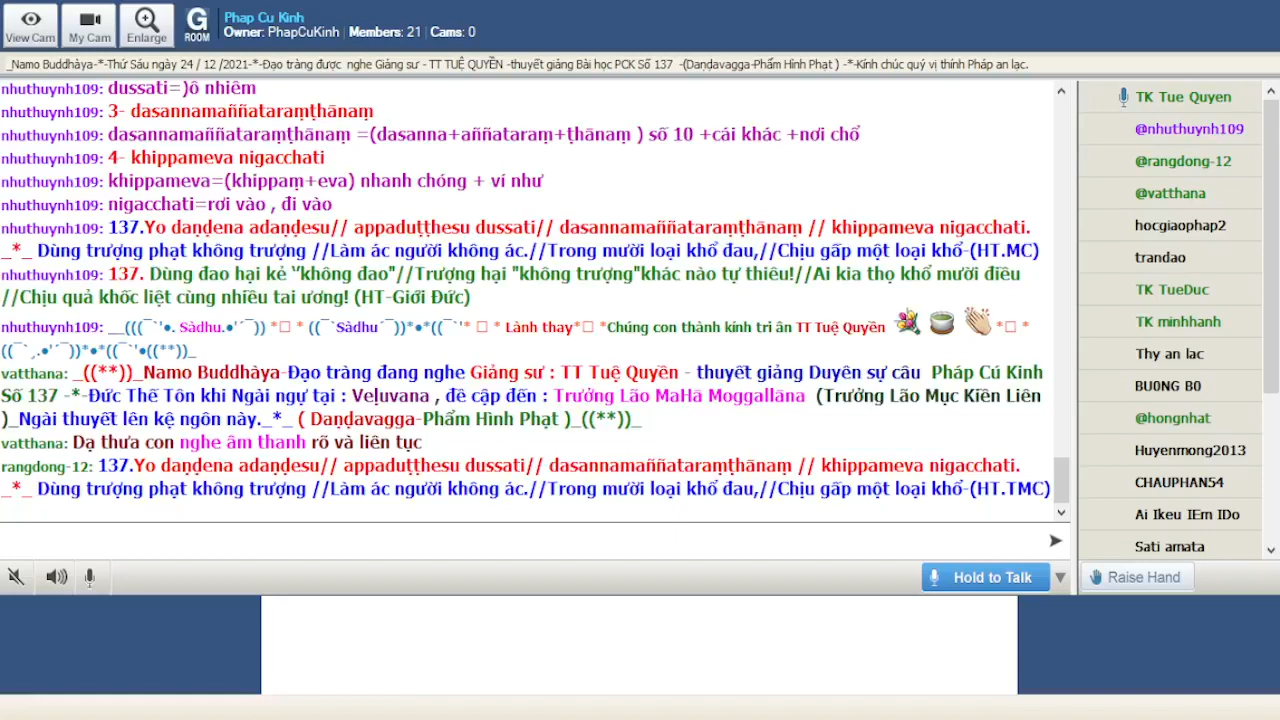 View Cam
My Cam
Enlarge
G
ROOM
Phap Cu Kinh
Owner: PhapCuKinh | Members: 21 | Cams: 0
_Namo Buddhàya-*-Thứ Sáu ngày 24 / 12 /2021-*-Đạo tràng được nghe Giảng sư - TT TUỆ QUYỀN -thuyết giảng Bài học PCK Số 137 -(Daṇḍavagga-Phẩm Hình Phạt ) -*-Kính chúc quý vị thính Pháp an lạc.
nhuthuynh109: dussati=)ô nhiêm
nhuthuynh109: 3- dasannamaññataraṃṭhānaṃ
nhuthuynh109: dasannamaññataraṃṭhānaṃ =(dasanna+aññataraṃ+ṭhānaṃ ) số 10 +cái khác +nơi chổ
nhuthuynh109: 4- khippameva nigacchati
nhuthuynh109: khippameva=(khippaṃ+eva) nhanh chóng + ví như
nhuthuynh109: nigacchati=rơi vào , đi vào
nhuthuynh109: 137.Yo daṇḍena adaṇḍesu// appaduṭṭhesu dussati// dasannamaññataraṃṭhānaṃ // khippameva nigacchati.
_*_ Dùng trượng phạt không trượng //Làm ác người không ác.//Trong mười loại khổ đau,//Chịu gấp một loại khổ-(HT.MC)
nhuthuynh109: 137. Dùng đao hại kẻ "không đao"//Trượng hại "không trượng"khác nào tự thiêu!//Ai kia thọ khổ mười điều
//Chịu quả khốc liệt cùng nhiều tai ương! (HT-Giới Đức)
nhuthuynh109: __(((¯`'•. Sàdhu.•'´¯)) *&#x25AF; * ((¯`Sàdhu´¯))*•*((¯`'* &#x25AF; * Lành thay*&#x25AF; *Chúng con thành kính tri ân TT Tuệ Quyền 💐 🍵 👏 *&#x25AF; *
((¯`¸.•'´¯))*•*((¯`'•((**))_
vatthana: _((**))_Namo Buddhàya-Đạo tràng đang nghe Giảng sư : TT Tuệ Quyền - thuyết giảng Duyên sự câu Pháp Cú Kinh
Số 137 -*-Đức Thế Tôn khi Ngài ngự tại : Veḷuvana , đề cập đến : Trưởng Lão MaHā Moggallāna (Trưởng Lão Mục Kiền Liên
)_Ngài thuyết lên kệ ngôn này._*_ ( Daṇḍavagga-Phẩm Hình Phạt )_((**))_
vatthana: Dạ thưa con nghe âm thanh rõ và liên tục
rangdong-12: 137.Yo daṇḍena adaṇḍesu// appaduṭṭhesu dussati// dasannamaññataraṃṭhānaṃ // khippameva nigacchati.
_*_ Dùng trượng phạt không trượng //Làm ác người không ác.//Trong mười loại khổ đau,//Chịu gấp một loại khổ-(HT.TMC)
TK Tue Quyen
@nhuthuynh109
@rangdong-12
@vatthana
hocgiaophap2
trandao
TK TueDuc
TK minhhanh
Thy an lac
BU0NG B0
@hongnhat
Huyenmong2013
CHAUPHAN54
Ai Ikeu IEm IDo
Sati amata
Hold to Talk
Raise Hand